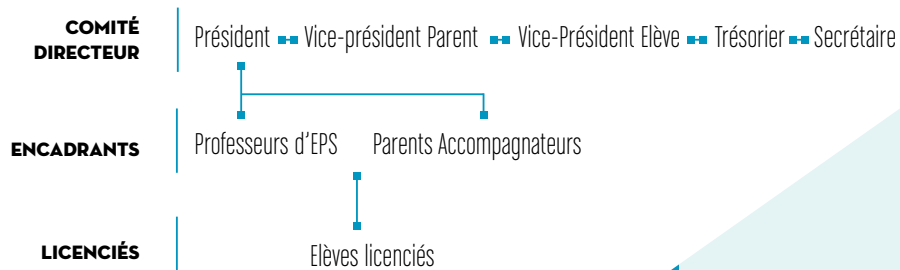 COMITÉ
DIRECTEUR
Président Vice-président Parent Vice-Président Elève Trésorier Secrétaire
ENCADRANTS
Professeurs d’EPS Parents Accompagnateurs
LICENCIÉS
Elèves licenciés